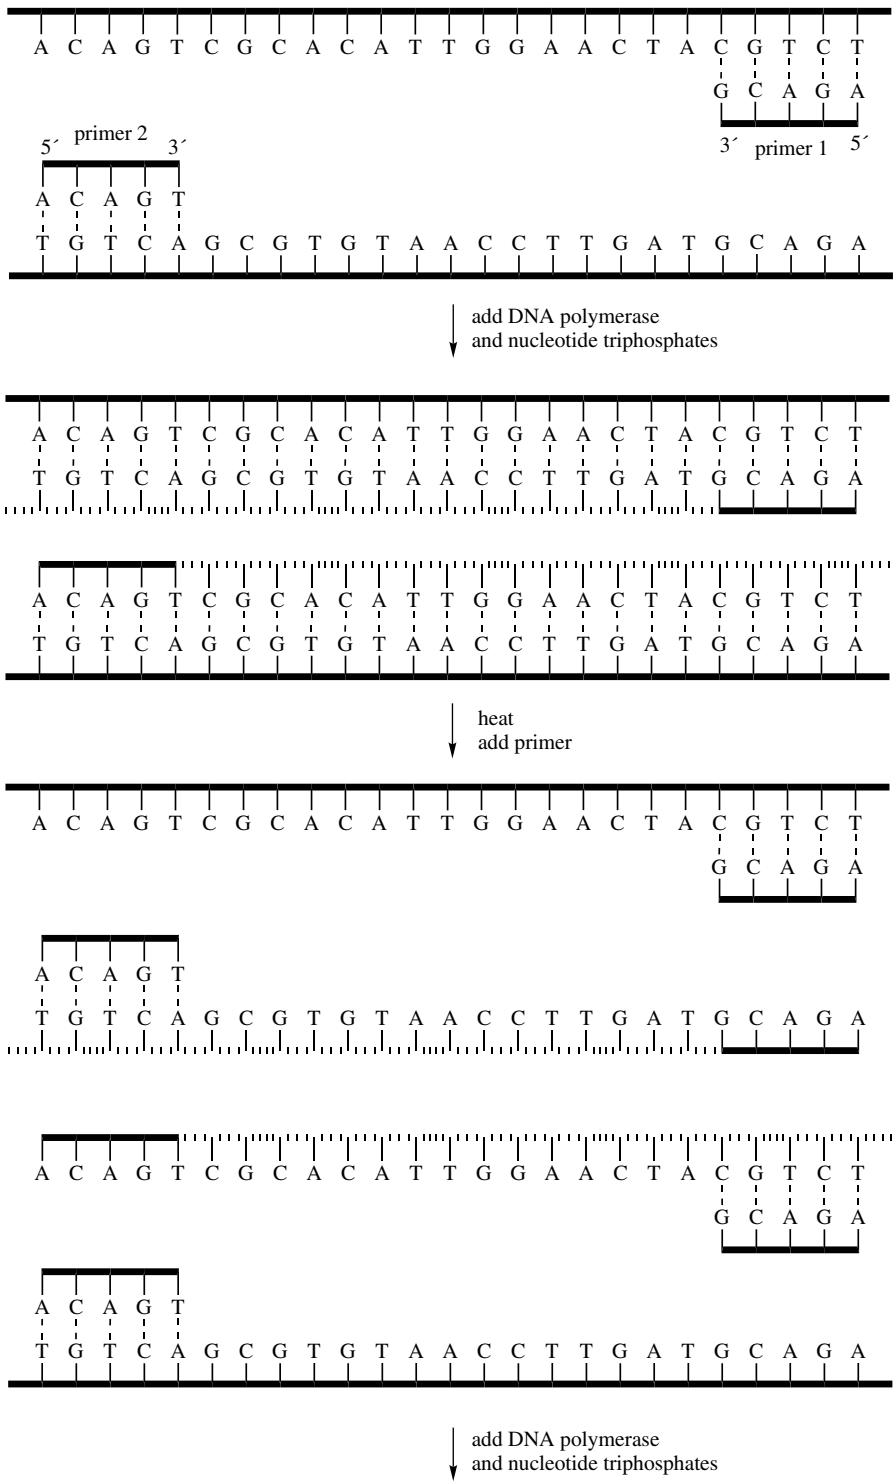 A C A G T C G C A C A T T G G A A C T A C G T C T
G C A G A
3´ primer 1 5´
5´ primer 2 3´
A C A G T
T G T C A G C G T G T A A C C T T G A T G C A G A
add DNA polymerase
and nucleotide triphosphates
A C A G T C G C A C A T T G G A A C T A C G T C T
T G T C A G C G T G T A A C C T T G A T G C A G A
A C A G T C G C A C A T T G G A A C T A C G T C T
T G T C A G C G T G T A A C C T T G A T G C A G A
heat
add primer
A C A G T C G C A C A T T G G A A C T A C G T C T
G C A G A
A C A G T
T G T C A G C G T G T A A C C T T G A T G C A G A
A C A G T C G C A C A T T G G A A C T A C G T C T
G C A G A
A C A G T
T G T C A G C G T G T A A C C T T G A T G C A G A
add DNA polymerase
and nucleotide triphosphates